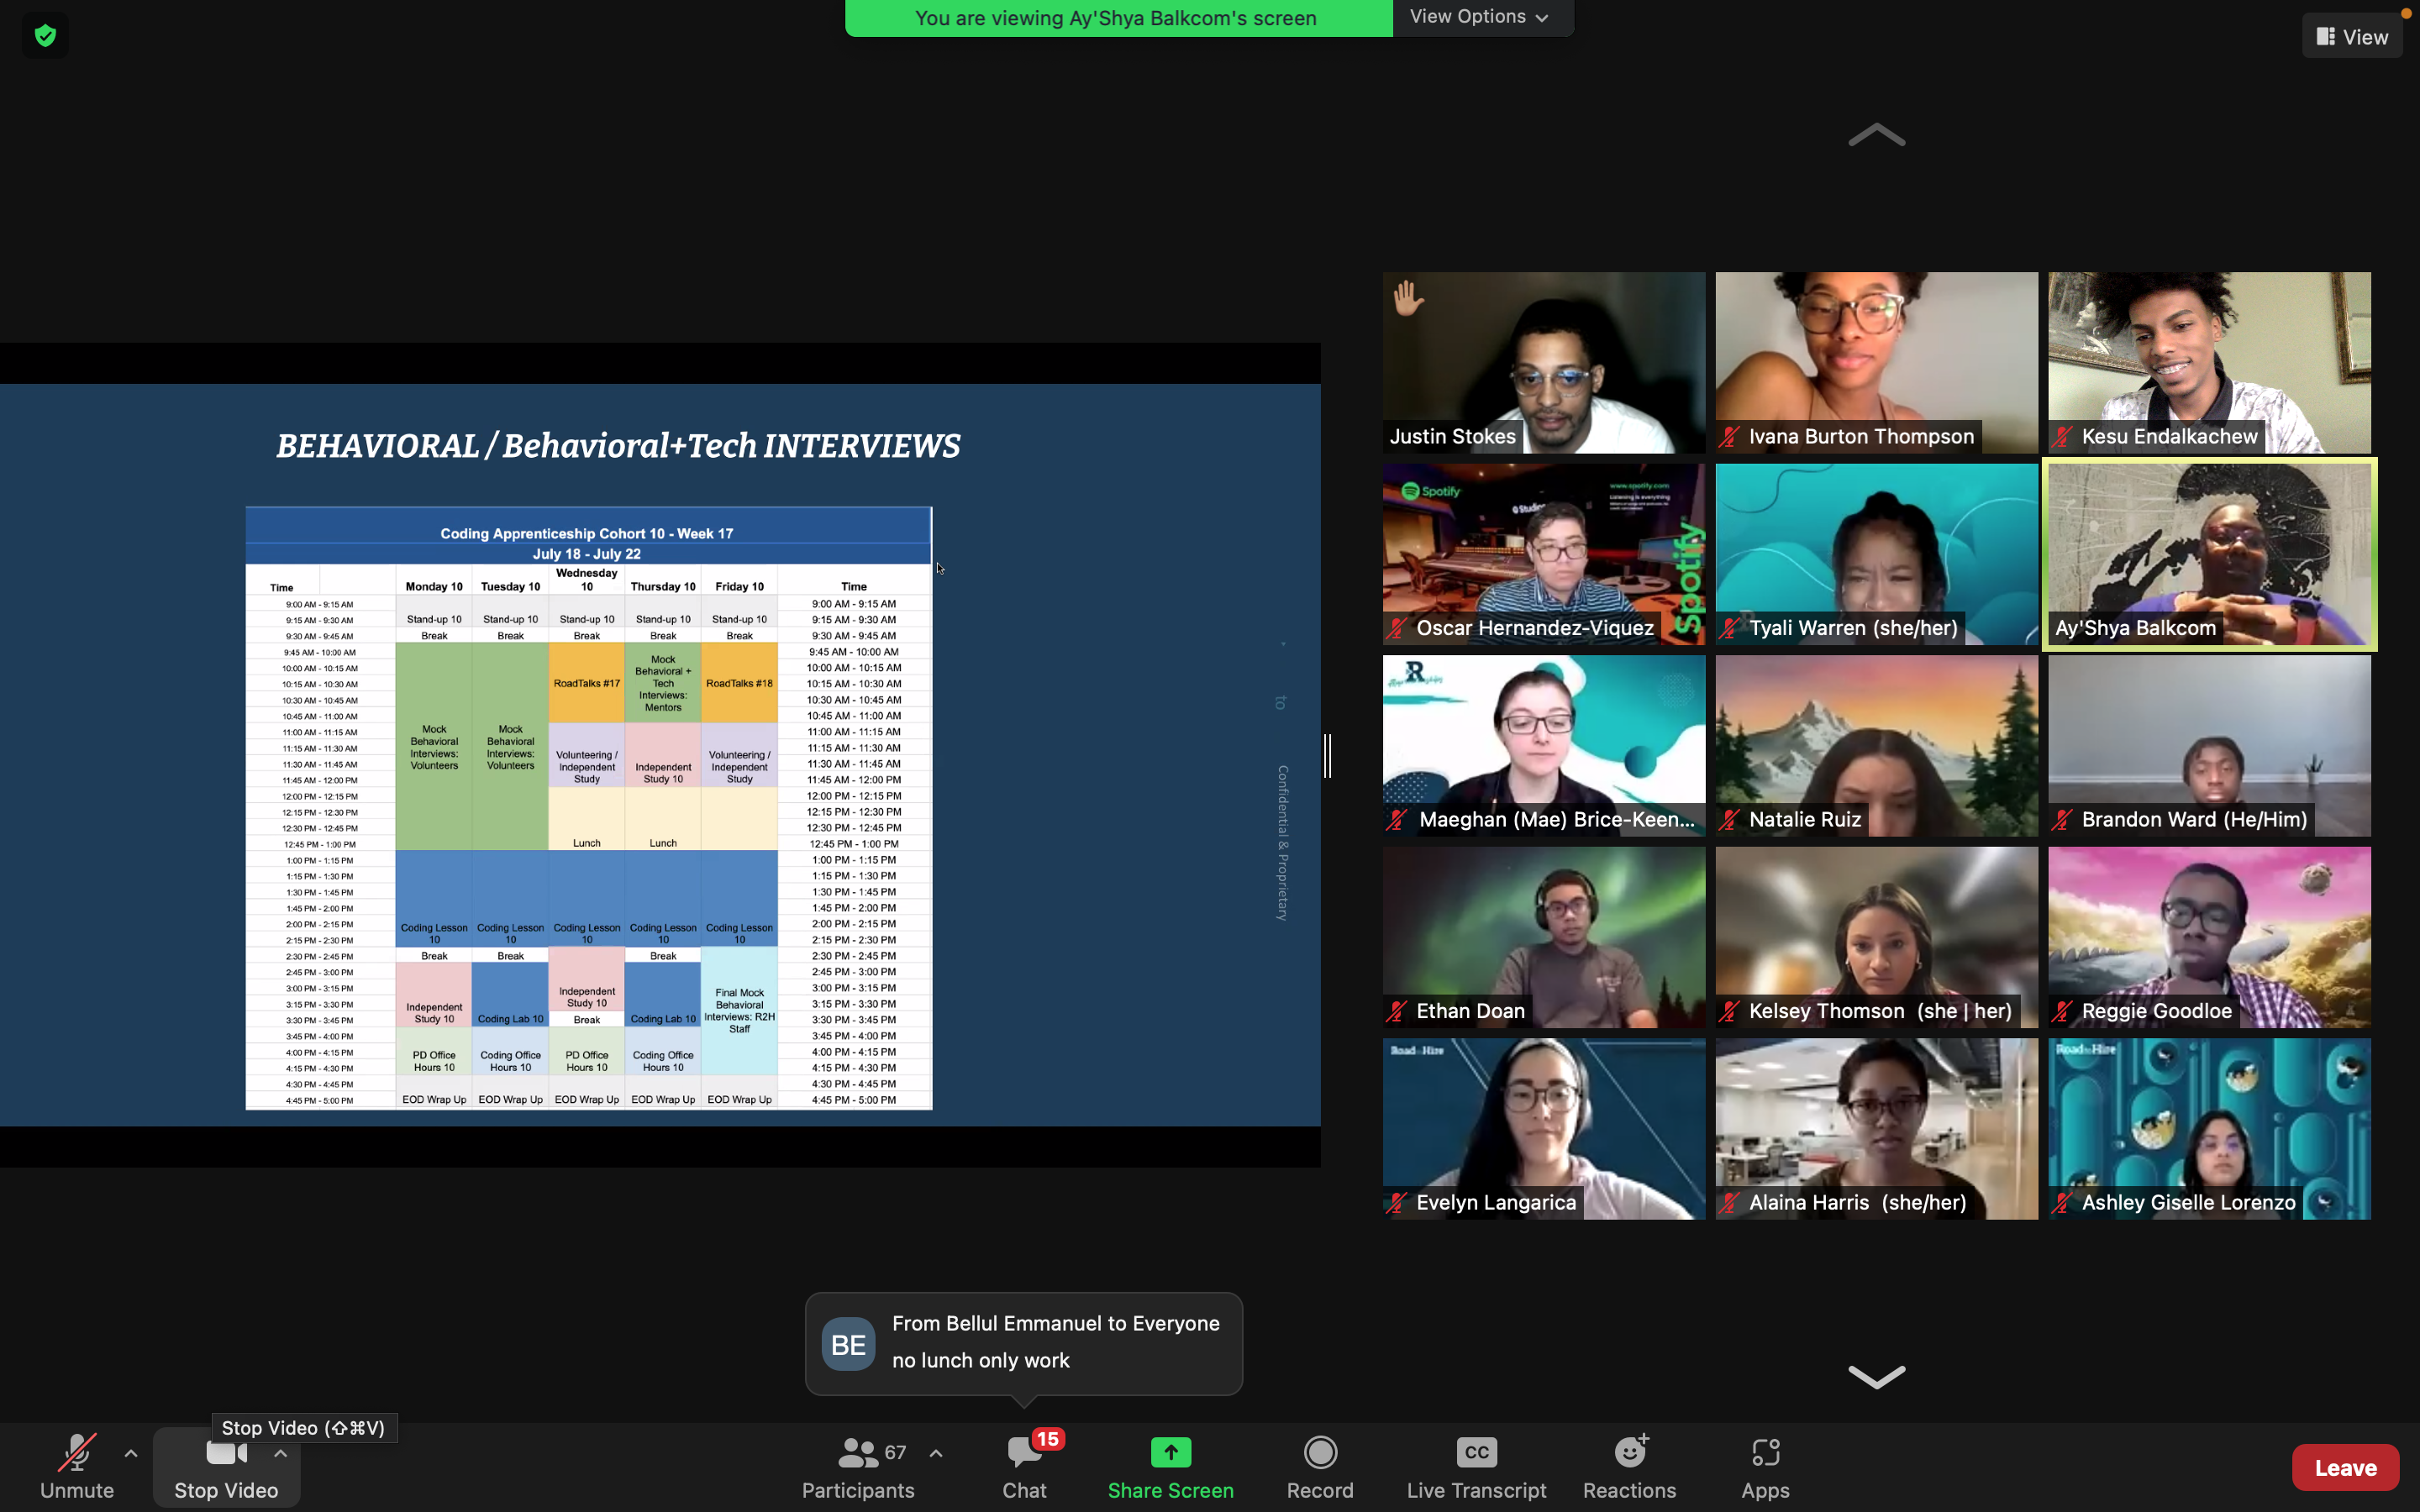 You are viewing Ay'Shya Balkcom's screen
View Options
View
BEHAVIORAL / Behavioral+Tech INTERVIEWS
Coding Apprenticeship Cohort 10 - Week 17
July 18 - July 22
Time Monday 10 Tuesday 10 Wednesday 10 Thursday 10 Friday 10 Time
9:00 AM - 9:15 AM 9:00 AM - 9:15 AM
9:15 AM - 9:30 AM Stand-up 10 Stand-up 10 Stand-up 10 Stand-up 10 Stand-up 10 9:15 AM - 9:30 AM
9:30 AM - 9:45 AM Break Break Break Break Break 9:30 AM - 9:45 AM
9:45 AM - 10:00 AM 9:45 AM - 10:00 AM
10:00 AM - 10:15 AM 10:00 AM - 10:15 AM
10:15 AM - 10:30 AM RoadTalks #17 Mock Behavioral + Tech Interviews: Mentors RoadTalks #18 10:15 AM - 10:30 AM
10:30 AM - 10:45 AM 10:30 AM - 10:45 AM
10:45 AM - 11:00 AM 10:45 AM - 11:00 AM
11:00 AM - 11:15 AM Mock Behavioral Interviews: Volunteers Mock Behavioral Interviews: Volunteers 11:00 AM - 11:15 AM
11:15 AM - 11:30 AM 11:15 AM - 11:30 AM
11:30 AM - 11:45 AM Volunteering / Independent Study Independent Study 10 Volunteering / Independent Study 11:30 AM - 11:45 AM
11:45 AM - 12:00 PM 11:45 AM - 12:00 PM
12:00 PM - 12:15 PM 12:00 PM - 12:15 PM
12:15 PM - 12:30 PM 12:15 PM - 12:30 PM
12:30 PM - 12:45 PM 12:30 PM - 12:45 PM
12:45 PM - 1:00 PM Lunch Lunch 12:45 PM - 1:00 PM
1:00 PM - 1:15 PM 1:00 PM - 1:15 PM
1:15 PM - 1:30 PM 1:15 PM - 1:30 PM
1:30 PM - 1:45 PM 1:30 PM - 1:45 PM
1:45 PM - 2:00 PM 1:45 PM - 2:00 PM
2:00 PM - 2:15 PM 2:00 PM - 2:15 PM
2:15 PM - 2:30 PM Coding Lesson 10 Coding Lesson 10 Coding Lesson 10 Coding Lesson 10 Coding Lesson 10 2:15 PM - 2:30 PM
2:30 PM - 2:45 PM Break Break Break 2:30 PM - 2:45 PM
2:45 PM - 3:00 PM 2:45 PM - 3:00 PM
3:00 PM - 3:15 PM Independent Study 10 3:00 PM - 3:15 PM
3:15 PM - 3:30 PM Final Mock Behavioral Interviews: R2H Staff 3:15 PM - 3:30 PM
3:30 PM - 3:45 PM Independent Study 10 Coding Lab 10 Break Coding Lab 10 3:30 PM - 3:45 PM
3:45 PM - 4:00 PM 3:45 PM - 4:00 PM
4:00 PM - 4:15 PM 4:00 PM - 4:15 PM
4:15 PM - 4:30 PM PD Office Hours 10 Coding Office Hours 10 PD Office Hours 10 Coding Office Hours 10 4:15 PM - 4:30 PM
4:30 PM - 4:45 PM 4:30 PM - 4:45 PM
4:45 PM - 5:00 PM EOD Wrap Up EOD Wrap Up EOD Wrap Up EOD Wrap Up EOD Wrap Up 4:45 PM - 5:00 PM
to
Confidential & Proprietary
Justin Stokes
Ivana Burton Thompson
Kesu Endalkachew
Spotify
www.spotify.com
Listening is everything
spotify
Oscar Hernandez-Viquez
Tyali Warren (she/her)
Ay'Shya Balkcom
R
Maeghan (Mae) Brice-Keen...
Natalie Ruiz
Brandon Ward (He/Him)
Ethan Doan
Kelsey Thomson (she | her)
Reggie Goodloe
Road to Hire
Evelyn Langarica
Alaina Harris (she/her)
Road to Hire
Ashley Giselle Lorenzo
BE
From Bellul Emmanuel to Everyone
no lunch only work
Stop Video (⇧⌘V)
Unmute
Stop Video
67
Participants
15
Chat
Share Screen
Record
CC
Live Transcript
Reactions
Apps
Leave